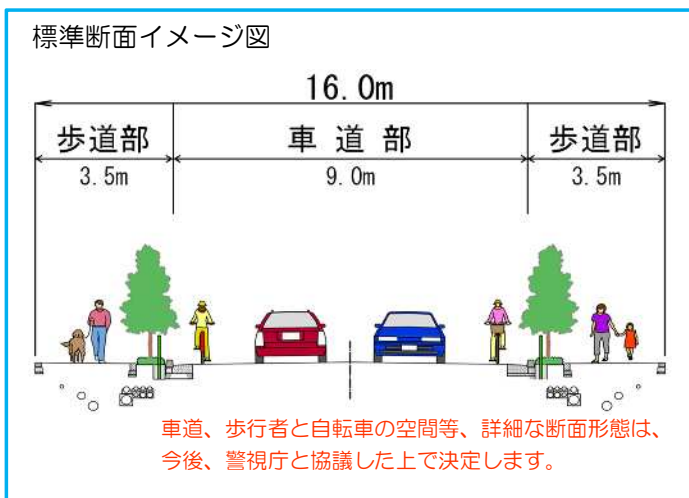 標準断面イメージ図
16.0m
歩道部 車道部 歩道部
3.5m 9.0m 3.5m
車道、歩行者と自転車の空間等、詳細な断面形態は、
今後、警視庁と協議した上で決定します。